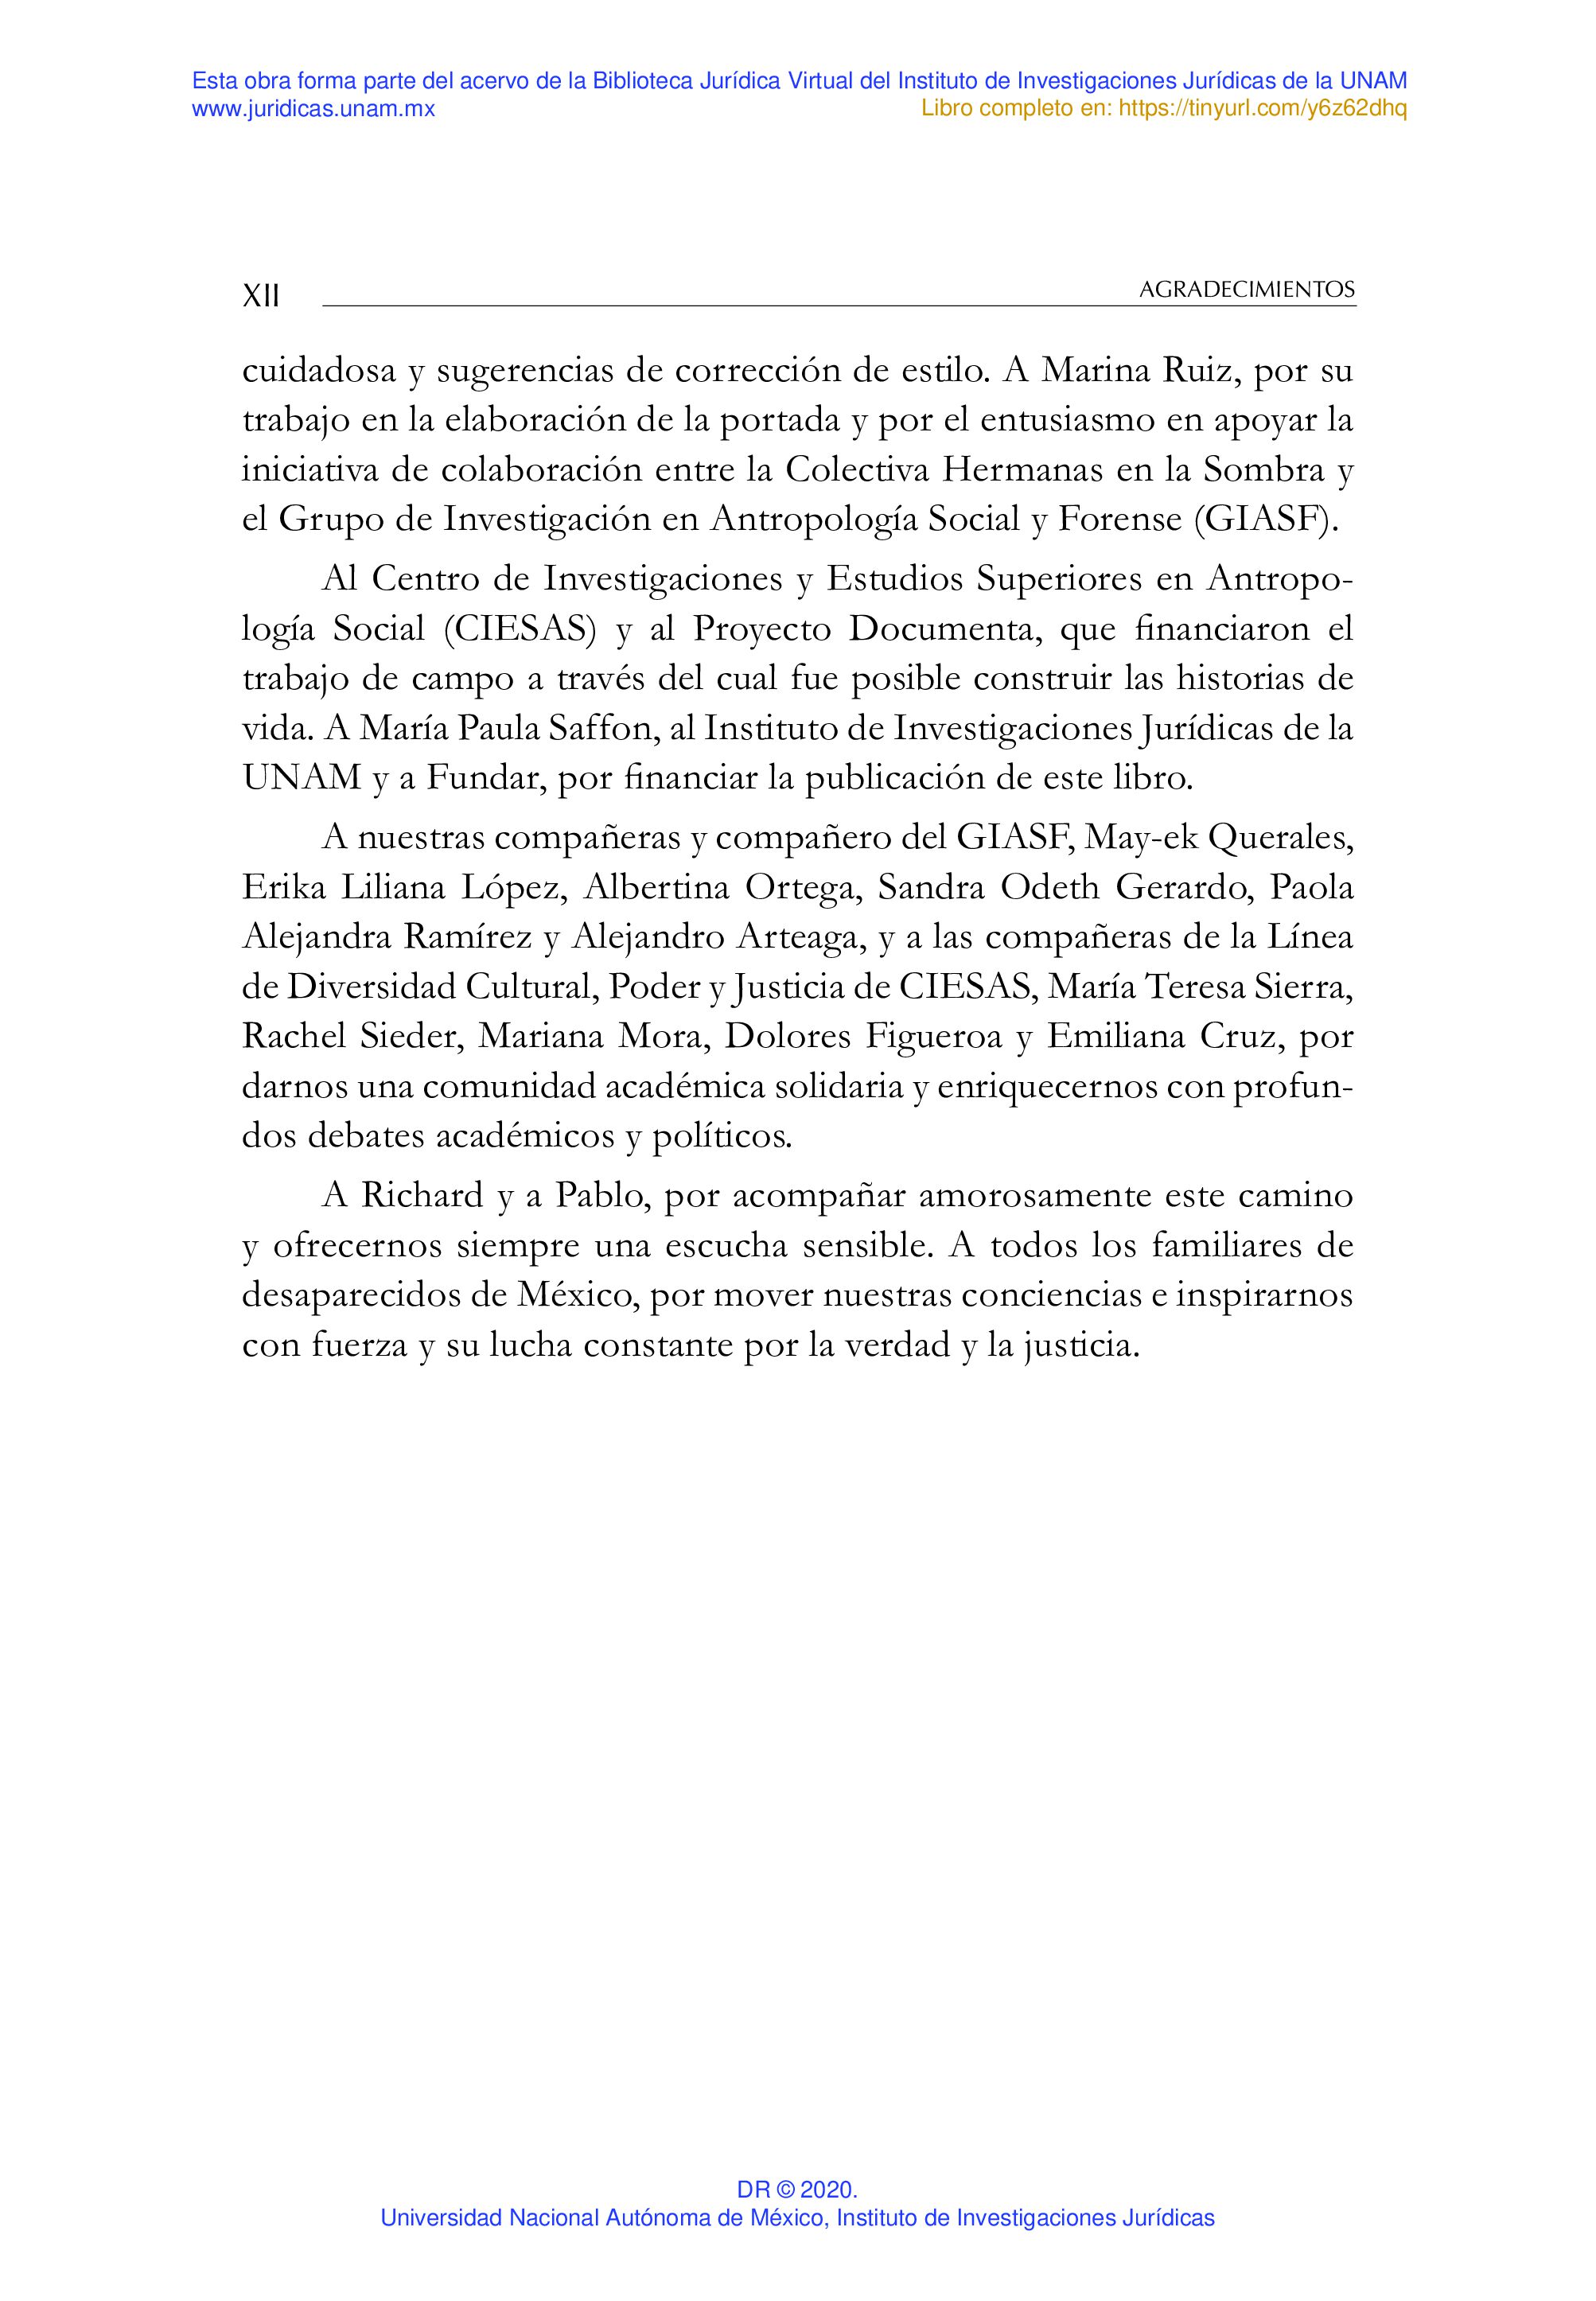 Esta obra forma parte del acervo de la Biblioteca Jurídica Virtual del Instituto de Investigaciones Jurídicas de la UNAM
www.juridicas.unam.mx Libro completo en: https://tinyurl.com/y6z62dhq
XII AGRADECIMIENTOS
cuidadosa y sugerencias de corrección de estilo. A Marina Ruiz, por su
trabajo en la elaboración de la portada y por el entusiasmo en apoyar la
iniciativa de colaboración entre la Colectiva Hermanas en la Sombra y
el Grupo de Investigación en Antropología Social y Forense (GIASF).
Al Centro de Investigaciones y Estudios Superiores en Antropo-
logía Social (CIESAS) y al Proyecto Documenta, que financiaron el
trabajo de campo a través del cual fue posible construir las historias de
vida. A María Paula Saffon, al Instituto de Investigaciones Jurídicas de la
UNAM y a Fundar, por financiar la publicación de este libro.
A nuestras compañeras y compañero del GIASF, May-ek Querales,
Erika Liliana López, Albertina Ortega, Sandra Odeth Gerardo, Paola
Alejandra Ramírez y Alejandro Arteaga, y a las compañeras de la Línea
de Diversidad Cultural, Poder y Justicia de CIESAS, María Teresa Sierra,
Rachel Sieder, Mariana Mora, Dolores Figueroa y Emiliana Cruz, por
darnos una comunidad académica solidaria y enriquecernos con profun-
dos debates académicos y políticos.
A Richard y a Pablo, por acompañar amorosamente este camino
y ofrecernos siempre una escucha sensible. A todos los familiares de
desaparecidos de México, por mover nuestras conciencias e inspirarnos
con fuerza y su lucha constante por la verdad y la justicia.
DR © 2020.
Universidad Nacional Autónoma de México, Instituto de Investigaciones Jurídicas